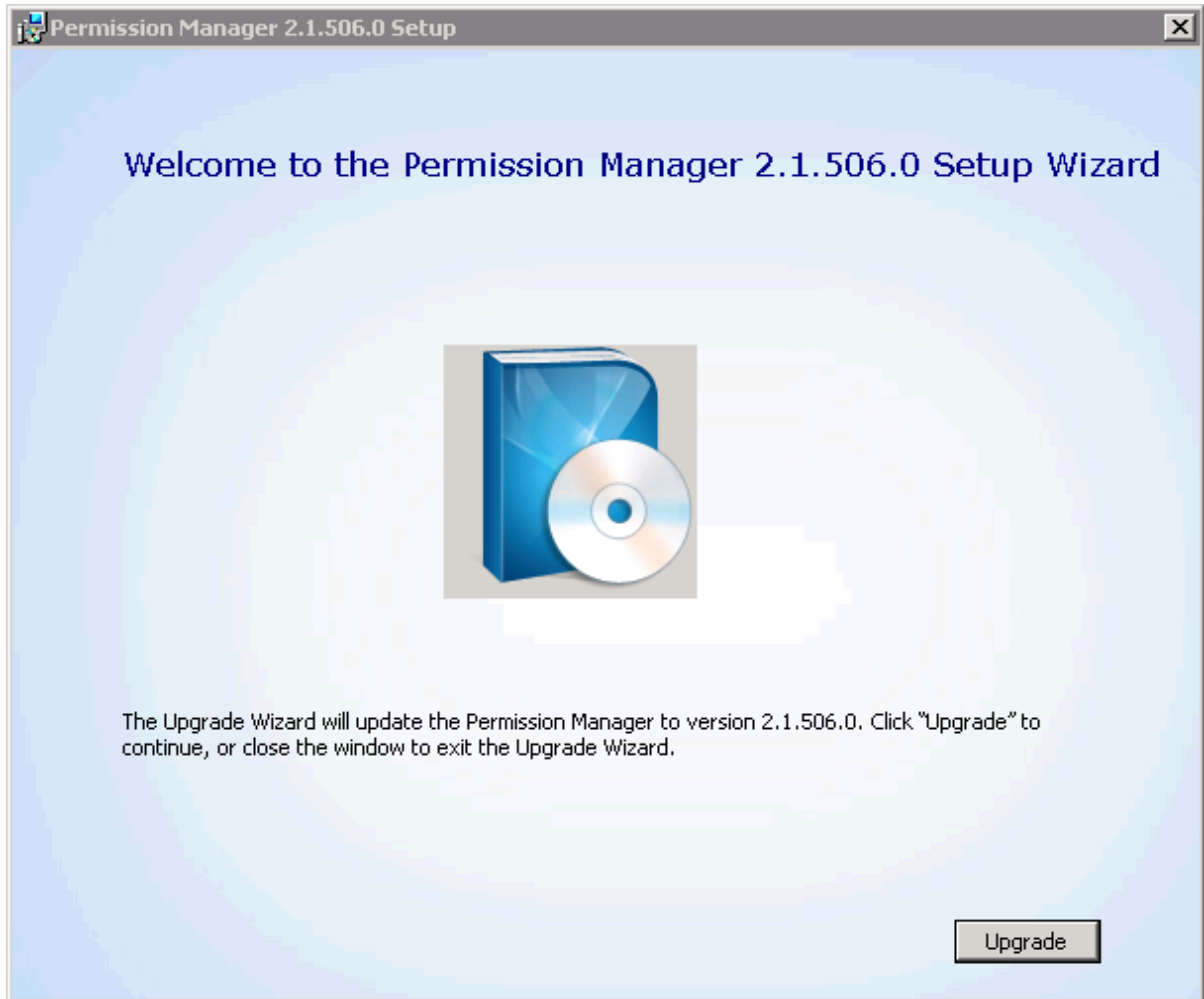 Permission Manager 2.1.506.0 Setup
Welcome to the Permission Manager 2.1.506.0 Setup Wizard
The Upgrade Wizard will update the Permission Manager to version 2.1.506.0. Click "Upgrade" to
continue, or close the window to exit the Upgrade Wizard.
Upgrade